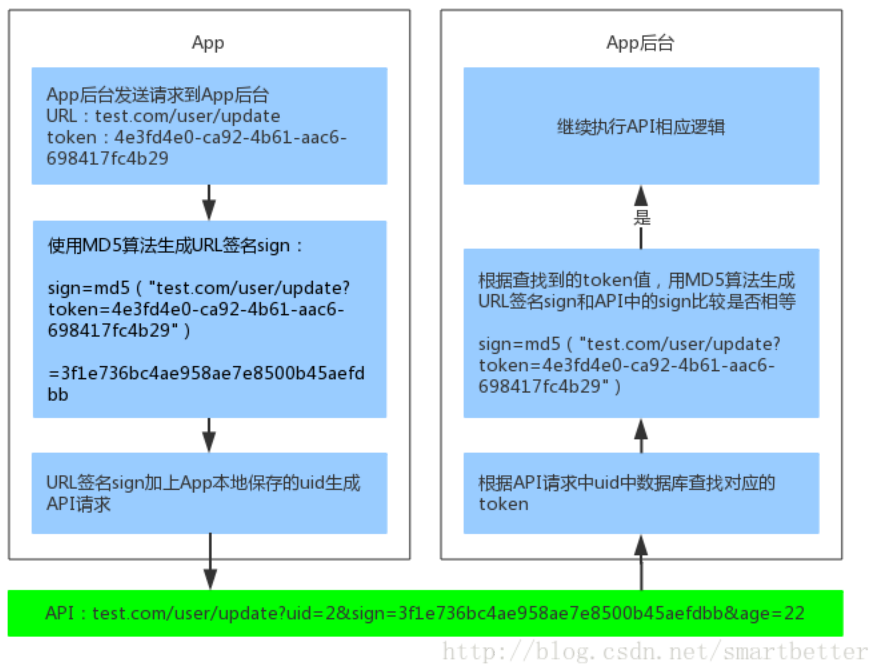 App
App后台发送请求到App后台
URL：test.com/user/update
token：4e3fd4e0-ca92-4b61-aac6-
698417fc4b29
使用MD5算法生成URL签名sign：
sign=md5（"test.com/user/update?
token=4e3fd4e0-ca92-4b61-aac6-
698417fc4b29"）
=3f1e736bc4ae958ae7e8500b45aefd
bb
URL签名sign加上App本地保存的uid生成
API请求
App后台
继续执行API相应逻辑
是
根据查找到的token值，用MD5算法生成
URL签名sign和API中的sign比较是否相等
sign=md5（"test.com/user/update?
token=4e3fd4e0-ca92-4b61-aac6-
698417fc4b29"）
根据API请求中uid中数据库查找对应的
token
API：test.com/user/update?uid=2&sign=3f1e736bc4ae958ae7e8500b45aefdbb&age=22
http://blog.csdn.net/smartbetter